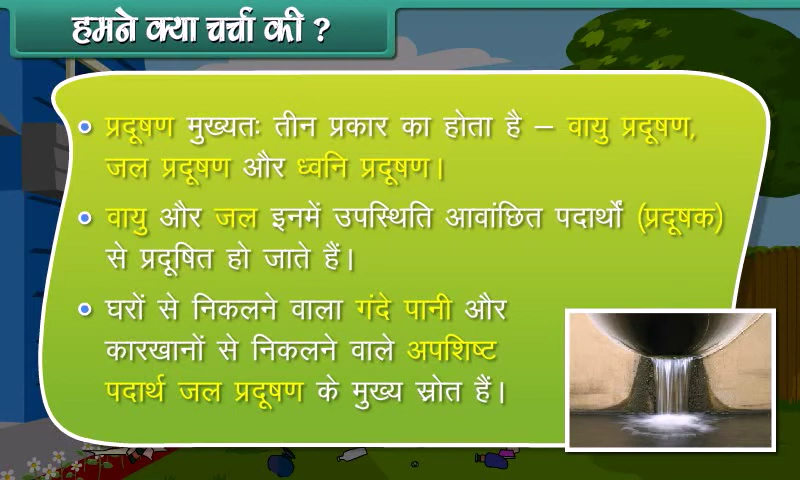 हमने क्या चर्चा की ?
प्रदूषण मुख्यतः तीन प्रकार का होता है – वायु प्रदूषण,
जल प्रदूषण और ध्वनि प्रदूषण।
वायु और जल इनमें उपस्थिति आवांछित पदार्थों (प्रदूषक)
से प्रदूषित हो जाते हैं।
घरों से निकलने वाला गंदे पानी और
कारखानों से निकलने वाले अपशिष्ट
पदार्थ जल प्रदूषण के मुख्य स्रोत हैं।